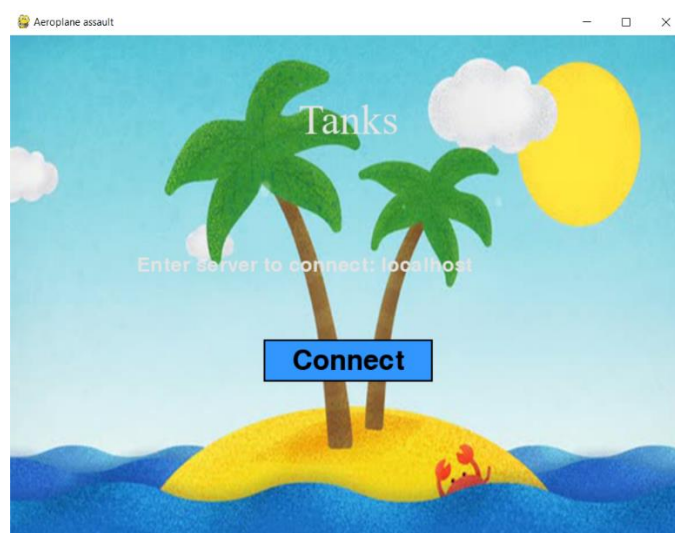 Aeroplane assault
Tanks
Enter server to connect: localhost
Connect